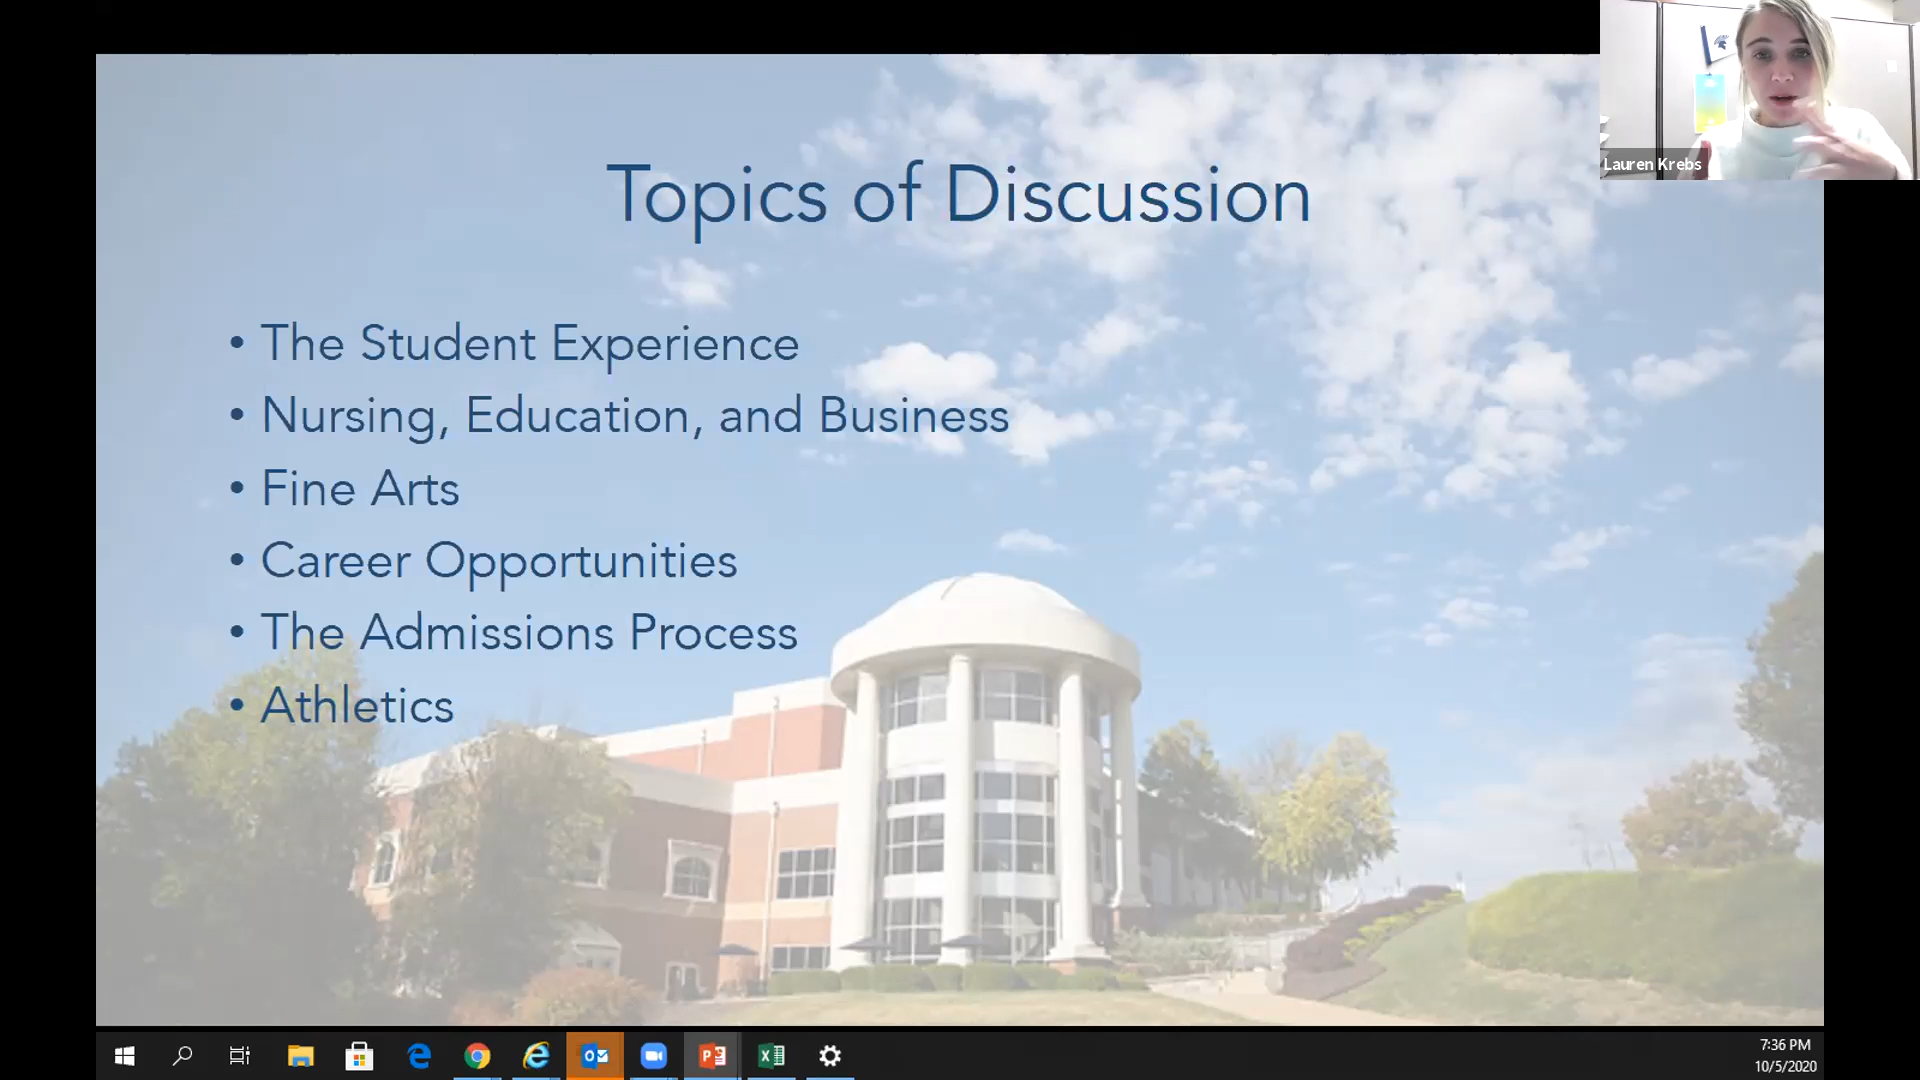 Lauren Krebs
Topics of Discussion
• The Student Experience
• Nursing, Education, and Business
• Fine Arts
• Career Opportunities
• The Admissions Process
• Athletics
7:36 PM
10/5/2020